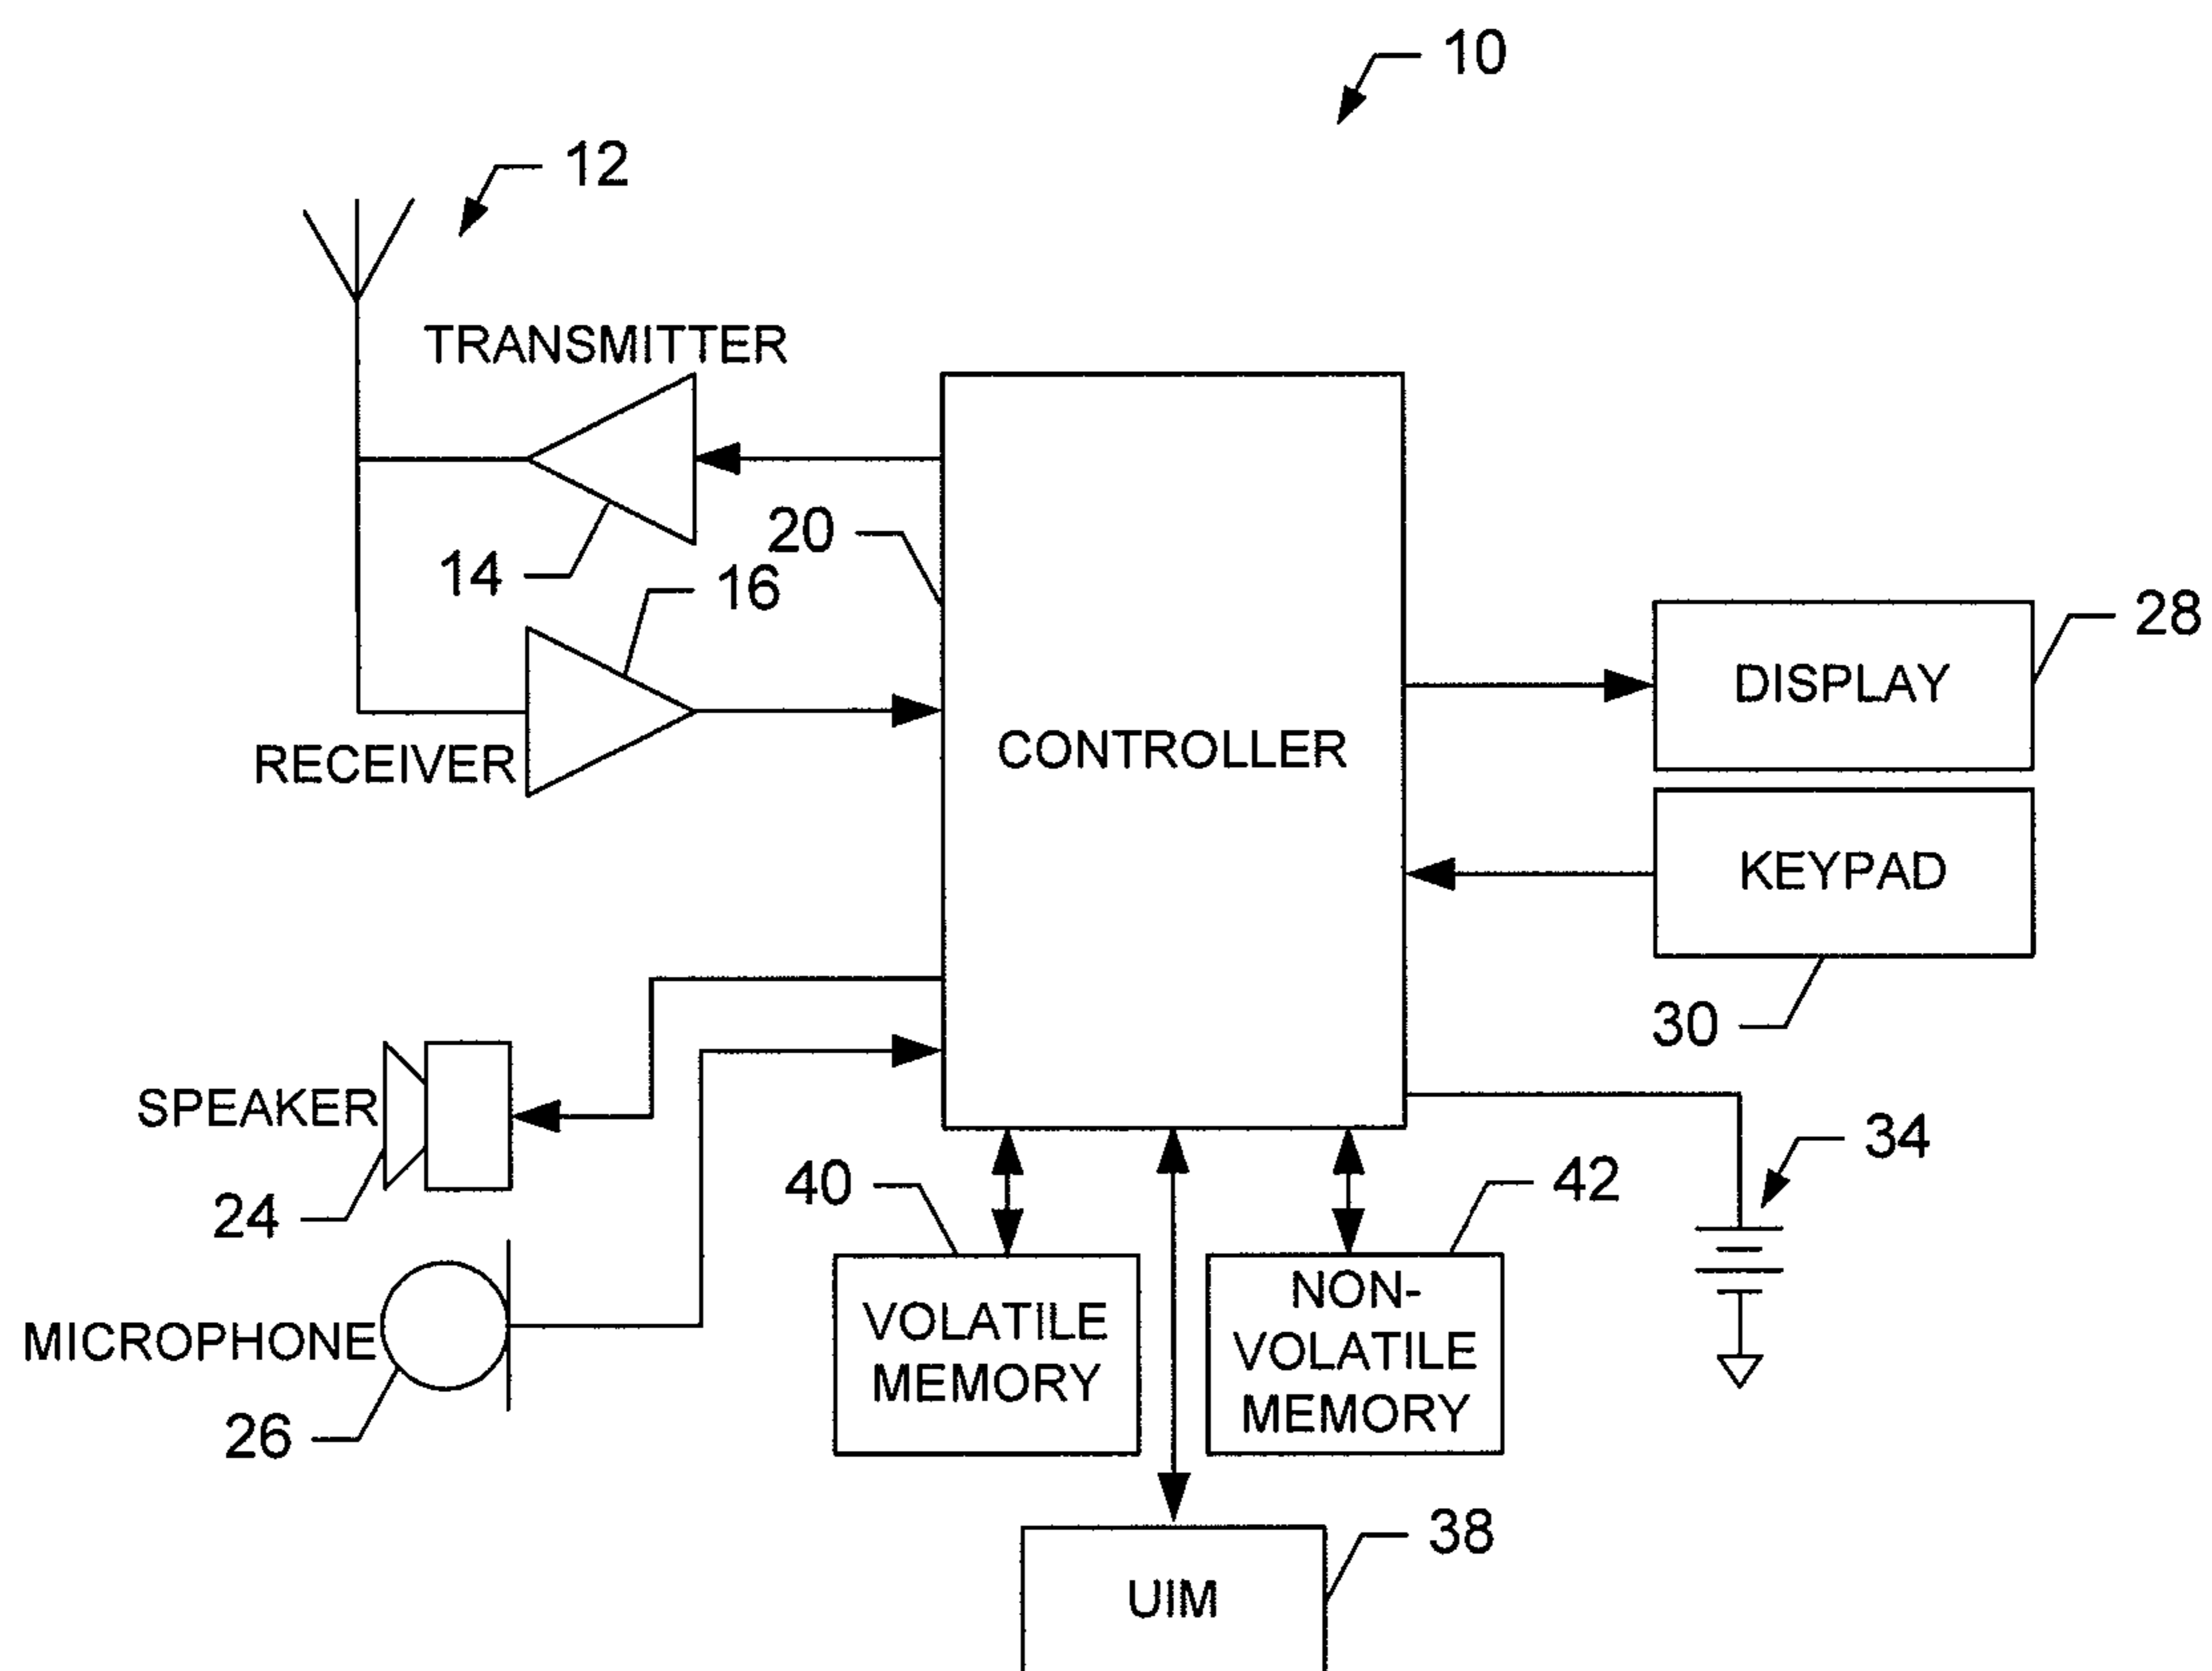 10
12
TRANSMITTER
20
14
16
28
DISPLAY
RECEIVER
CONTROLLER
KEYPAD
30
SPEAKER
34
40
42
24
NON-
VOLATILE
MEMORY
VOLATILE
MEMORY
MICROPHONE
26
38
UIM